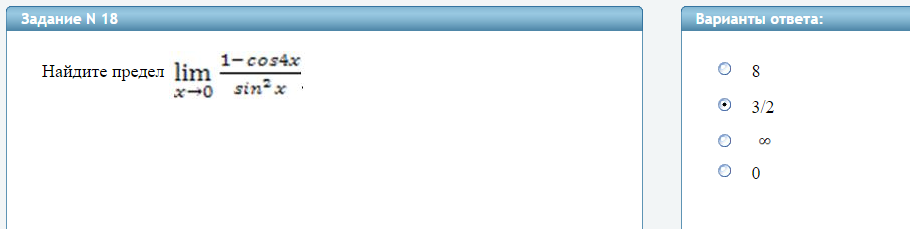 Задание N 18
Найдите предел lim x→0 1-cos4x / sin² x .
Варианты ответа:
8
3/2
∞
0